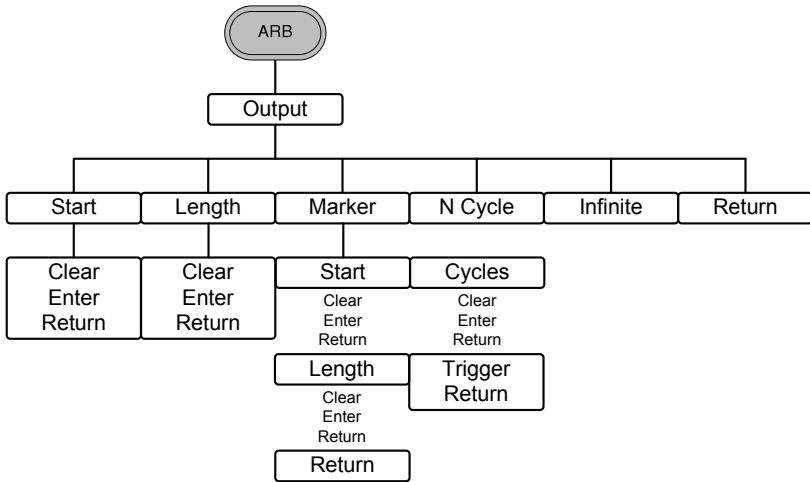 ARB
Output
Start
Length
Marker
N Cycle
Infinite
Return
Clear
Enter
Return
Clear
Enter
Return
Start
Clear
Enter
Return
Length
Clear
Enter
Return
Return
Cycles
Clear
Enter
Return
Trigger
Return